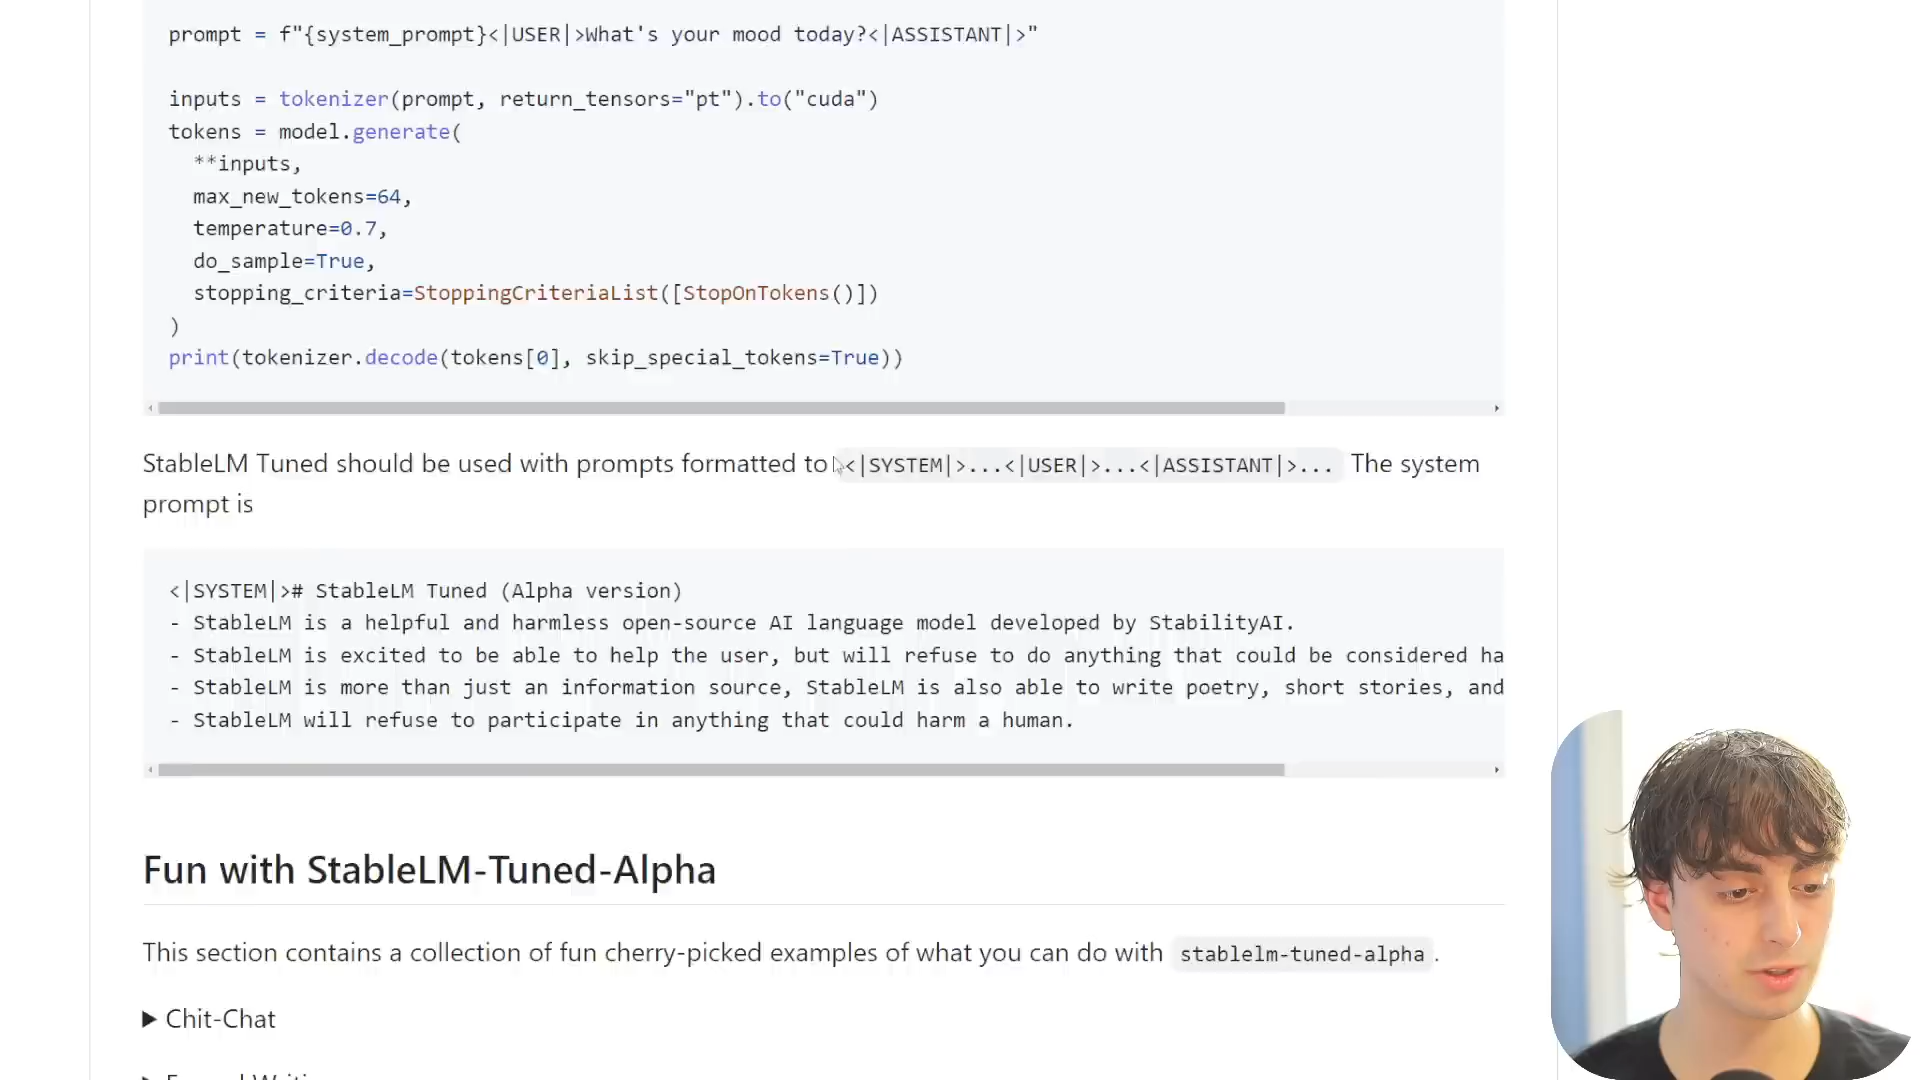 prompt = f"{system_prompt}<|USER|>What's your mood today?<|ASSISTANT|>"
inputs = tokenizer(prompt, return_tensors="pt").to("cuda")
tokens = model.generate(
**inputs,
max_new_tokens=64,
temperature=0.7,
do_sample=True,
stopping_criteria=StoppingCriteriaList([StopOnTokens()])
)
print(tokenizer.decode(tokens[0], skip_special_tokens=True))
StableLM Tuned should be used with prompts formatted to <|SYSTEM|>...<|USER|>...<|ASSISTANT|>... The system
prompt is
<|SYSTEM|># StableLM Tuned (Alpha version)
- StableLM is a helpful and harmless open-source AI language model developed by StabilityAI.
- StableLM is excited to be able to help the user, but will refuse to do anything that could be considered ha
- StableLM is more than just an information source, StableLM is also able to write poetry, short stories, and
- StableLM will refuse to participate in anything that could harm a human.
Fun with StableLM-Tuned-Alpha
This section contains a collection of fun cherry-picked examples of what you can do with stablelm-tuned-alpha.
Chit-Chat